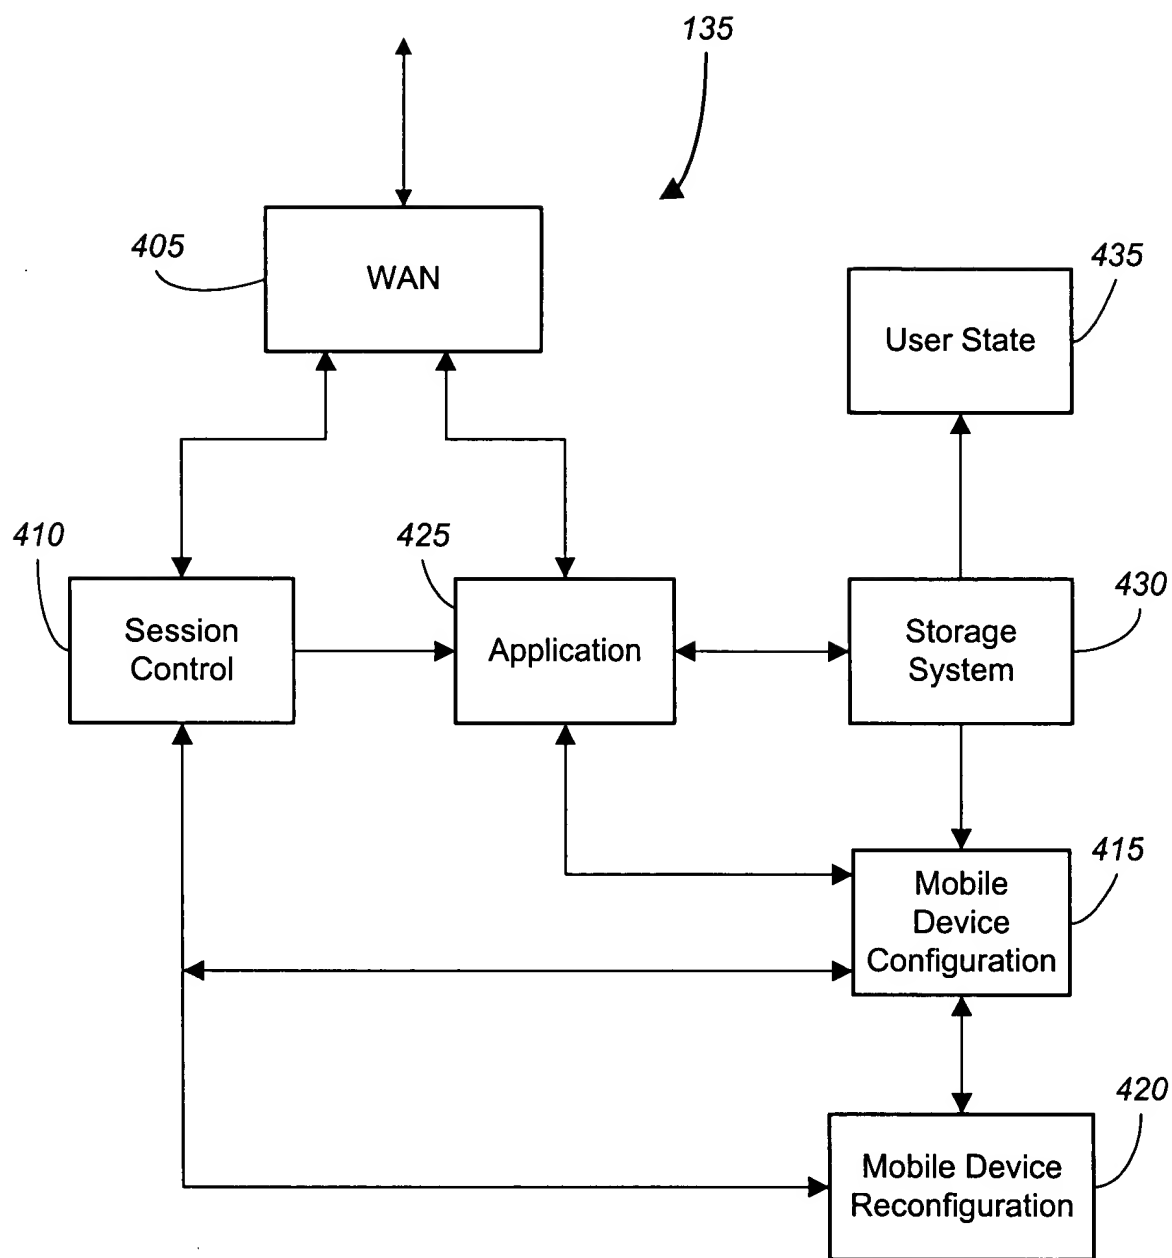 135
405
WAN
435
User State
410
425
430
Session
Control
Application
Storage
System
415
Mobile
Device
Configuration
420
Mobile Device
Reconfiguration